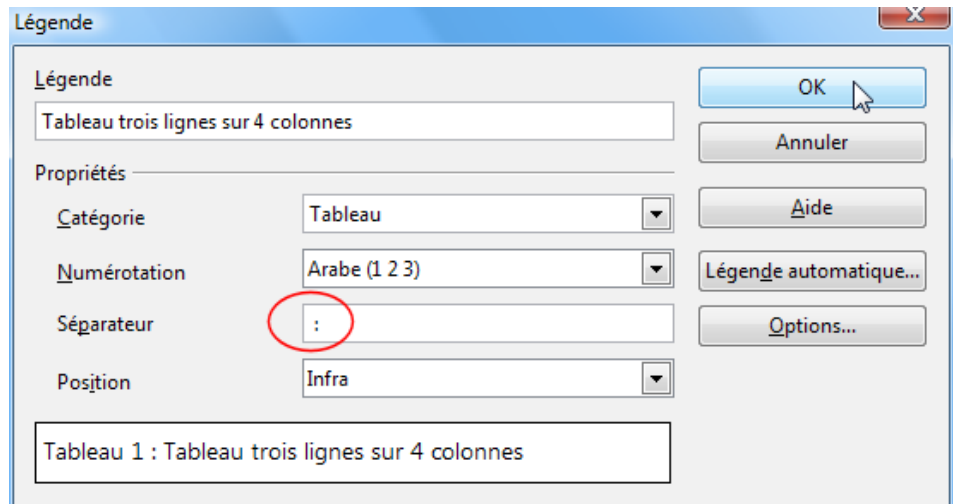 Légende
X
Légende
Tableau trois lignes sur 4 colonnes
OK
Annuler
Propriétés
Catégorie
Tableau
Aide
Numérotation
Arabe (1 2 3)
Légende automatique...
Séparateur
:
Options...
Position
Infra
Tableau 1 : Tableau trois lignes sur 4 colonnes